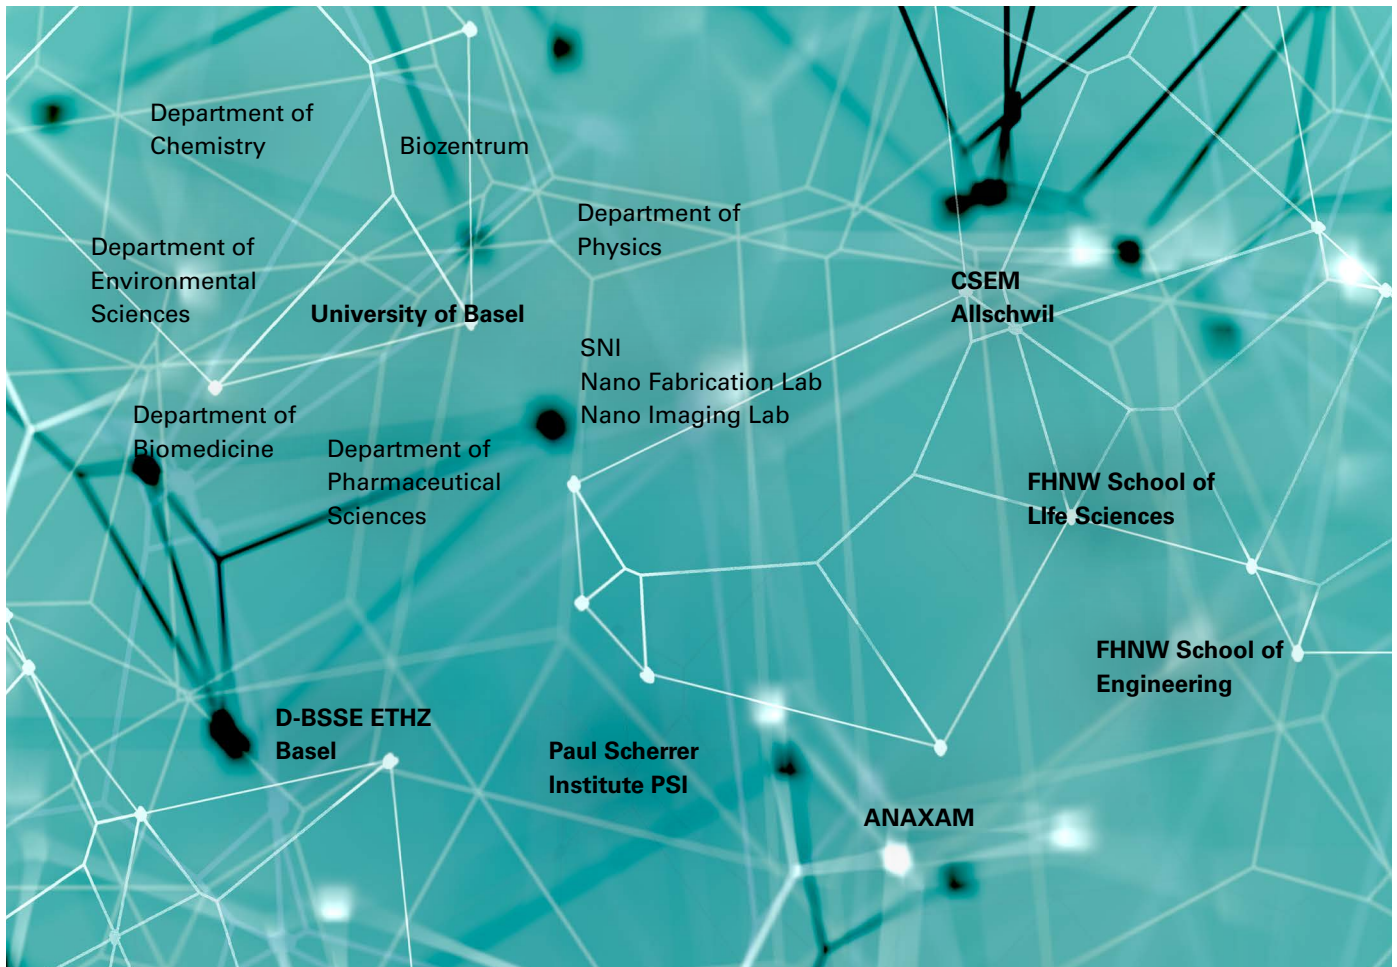 Department of
Chemistry
Biozentrum
Department of
Physics
Department of
Environmental
Sciences
University of Basel
CSEM
Allschwil
SNI
Nano Fabrication Lab
Nano Imaging Lab
Department of
Biomedicine
Department of
Pharmaceutical
Sciences
FHNW School of
LIfe Sciences
FHNW School of
Engineering
D-BSSE ETHZ
Basel
Paul Scherrer
Institute PSI
ANAXAM